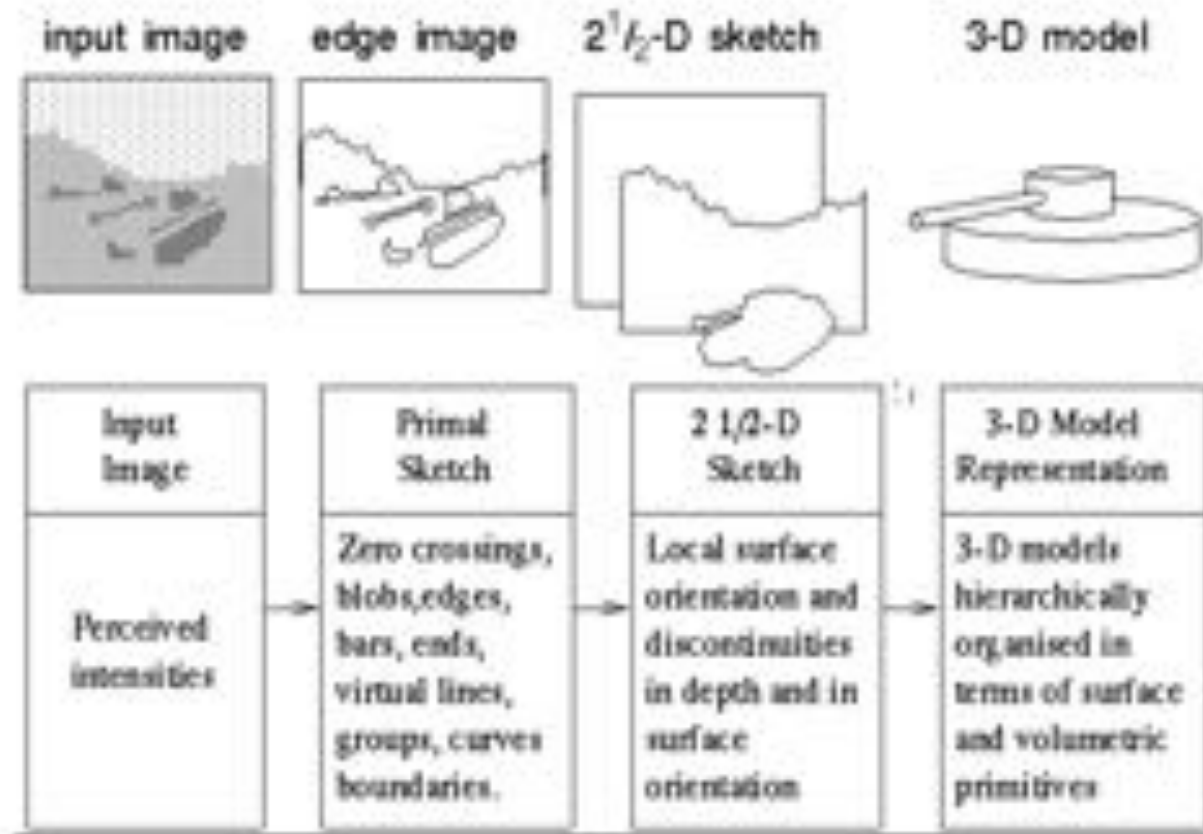 input image
edge image
2½-D sketch
3-D model
Input
Image
Perceived
intensities
Primal
Sketch
Zero crossings,
blobs,edges,
bars, ends,
virtual lines,
groups, curves
boundaries.
2 1/2-D
Sketch
Local surface
orientation and
discontinuities
in depth and in
surface
orientation
3-D Model
Representation
3-D models
hierarchically
organised in
terms of surface
and volumetric
primitives